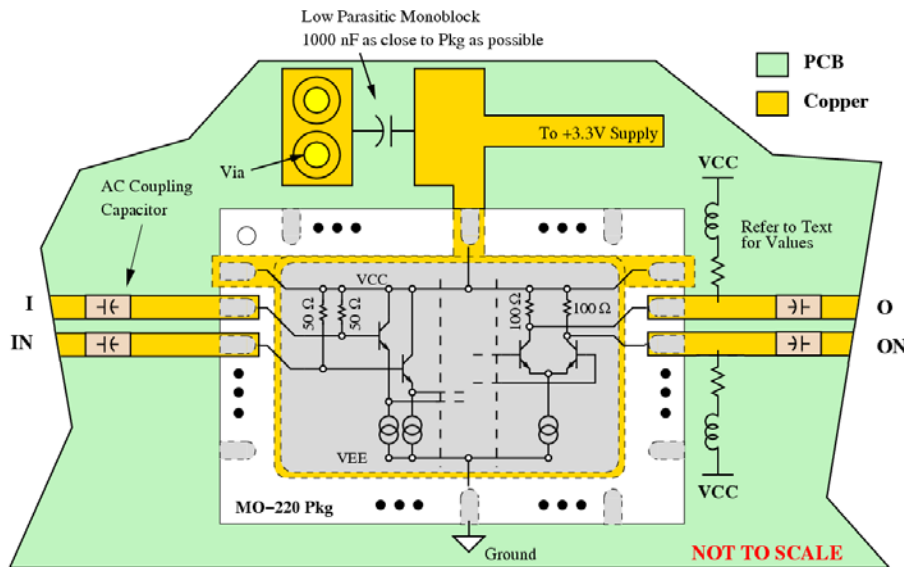 Low Parasitic Monoblock
1000 nF as close to Pkg as possible
PCB
Copper
To +3.3V Supply
Via
VCC
AC Coupling
Capacitor
Refer to Text
for Values
VCC
I
50 Ω
50 Ω
100 Ω
100 Ω
O
IN
ON
VEE
VCC
MO−220 Pkg
Ground
NOT TO SCALE